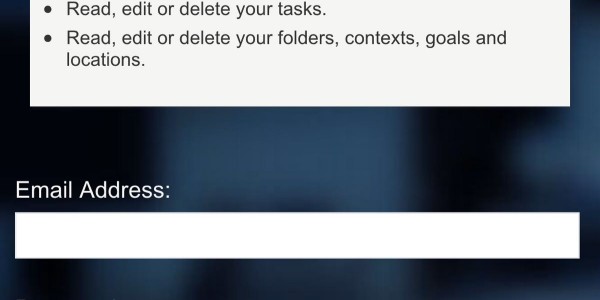 • Read, edit or delete your tasks.
• Read, edit or delete your folders, contexts, goals and
locations.
Email Address: